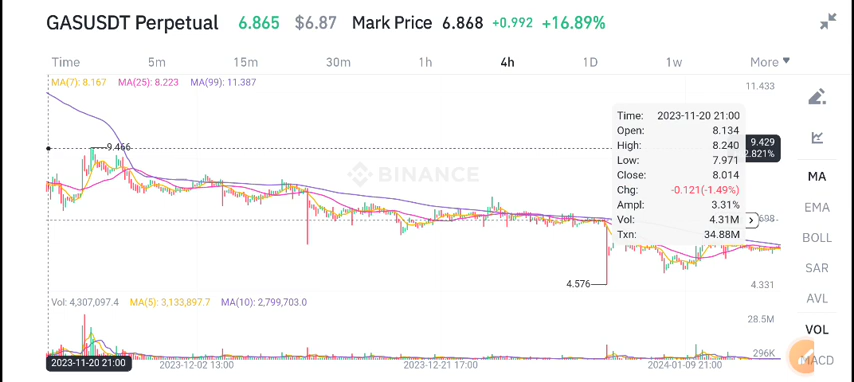 GASUSDT Perpetual 6.865 $6.87 Mark Price 6.868 +0.992 +16.89%
Time 5m 15m 30m 1h 4h 1D 1w More
MA(7): 8.167 MA(25): 8.223 MA(99): 11.387
11.433
Time: 2023-11-20 21:00
Open: 8.134
High: 8.240
Low: 7.971
Close: 8.014
Chg: -0.121(-1.49%)
Ampl: 3.31%
Vol: 4.31M
Txn: 34.88M
9.429
2.821%
9.466
BINANCE
4.576
4.331
MA
EMA
BOLL
SAR
AVL
VOL
MACD
Vol: 4,307,097.4 MA(5): 3,133,897.7 MA(10): 2,799,703.0
28.5M
296K
2023-11-20 21:00 2023-12-02 13:00 2023-12-21 17:00 2024-01-09 21:00